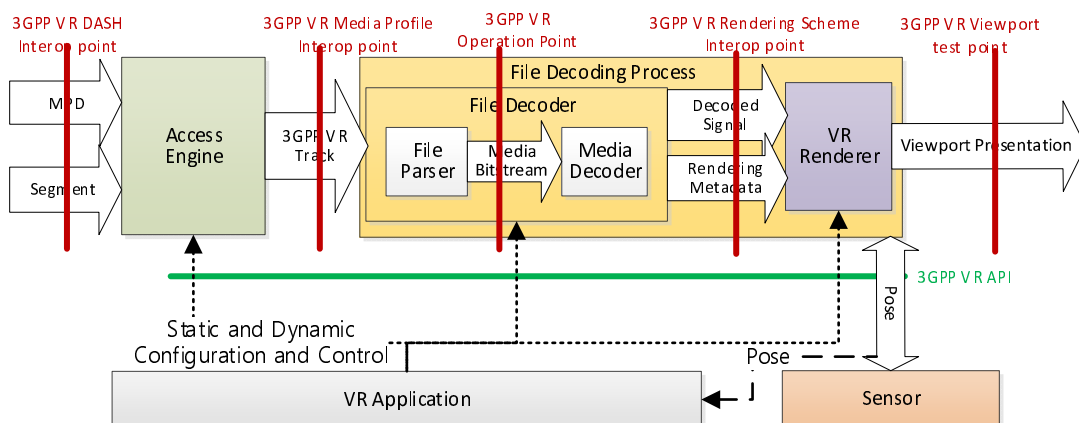 3GPP VR DASH
Interop point
3GPP VR Media Profile
Interop point
3GPP VR
Operation Point
3GPP VR Rendering Scheme
Interop point
3GPP VR Viewport
test point
MPD
Segment
Access
Engine
3GPP VR
Track
File Decoding Process
File Decoder
File
Parser
Media
Bitstream
Media
Decoder
Decoded
Signal
Rendering
Metadata
VR
Renderer
Viewport Presentation
3GPP VR API
Pose
Static and Dynamic
Configuration and Control
Pose
VR Application
Sensor